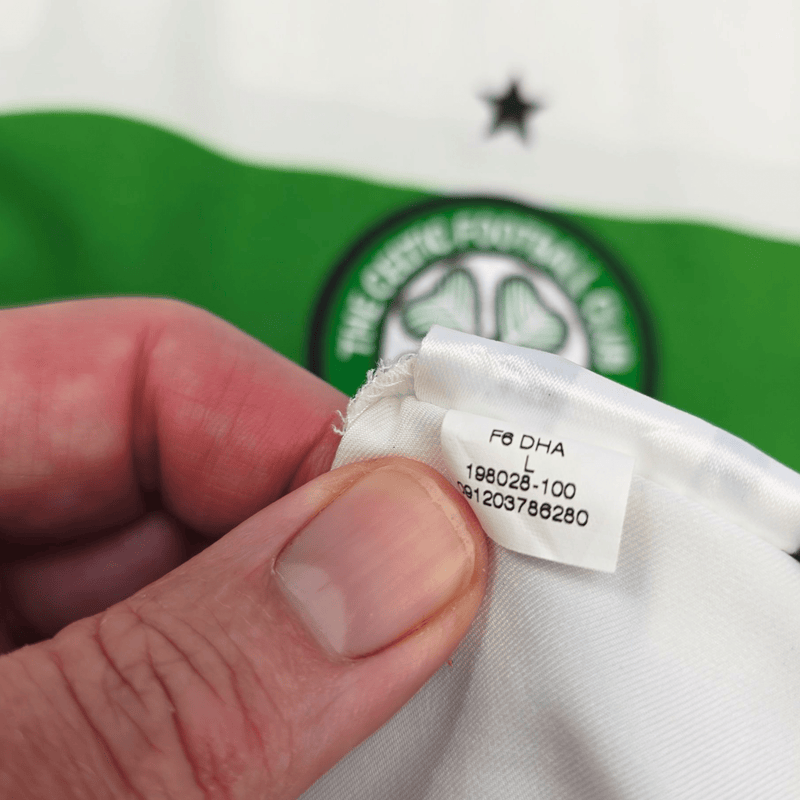 THE CELTIC FOOTBALL CLUB
F6 DHA
L
198028-100
091203786280